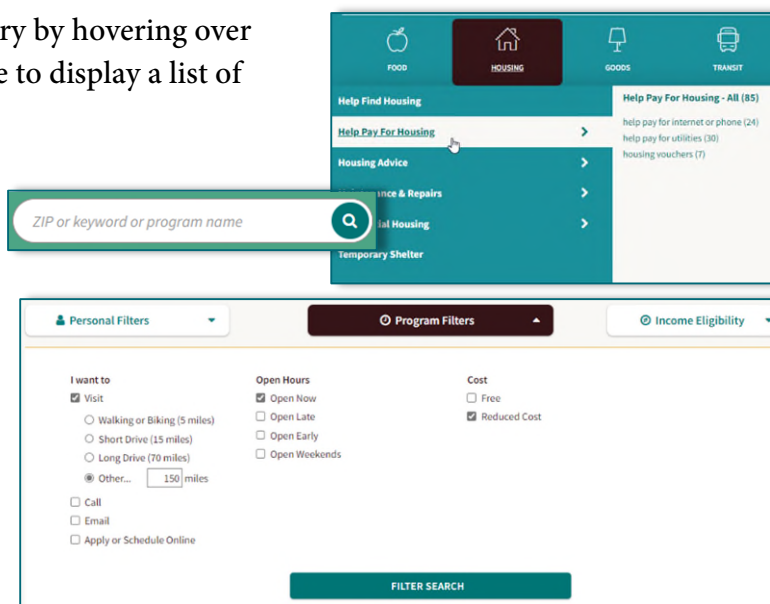 ry by hovering over
e to display a list of
FOOD
HOUSING
GOODS
TRANSIT
Help Find Housing
Help Pay For Housing
Housing Advice
& Repairs
Housing
Temporary Shelter
Help Pay For Housing - All (85)
help pay for internet or phone (24)
help pay for utilities (30)
housing vouchers (7)
ZIP or keyword or program name
Personal Filters
Program Filters
Income Eligibility
I want to
Visit
Walking or Biking (5 miles)
Short Drive (15 miles)
Long Drive (70 miles)
Other... 150 miles
Call
Email
Apply or Schedule Online
Open Hours
Open Now
Open Late
Open Early
Open Weekends
Cost
Free
Reduced Cost
FILTER SEARCH